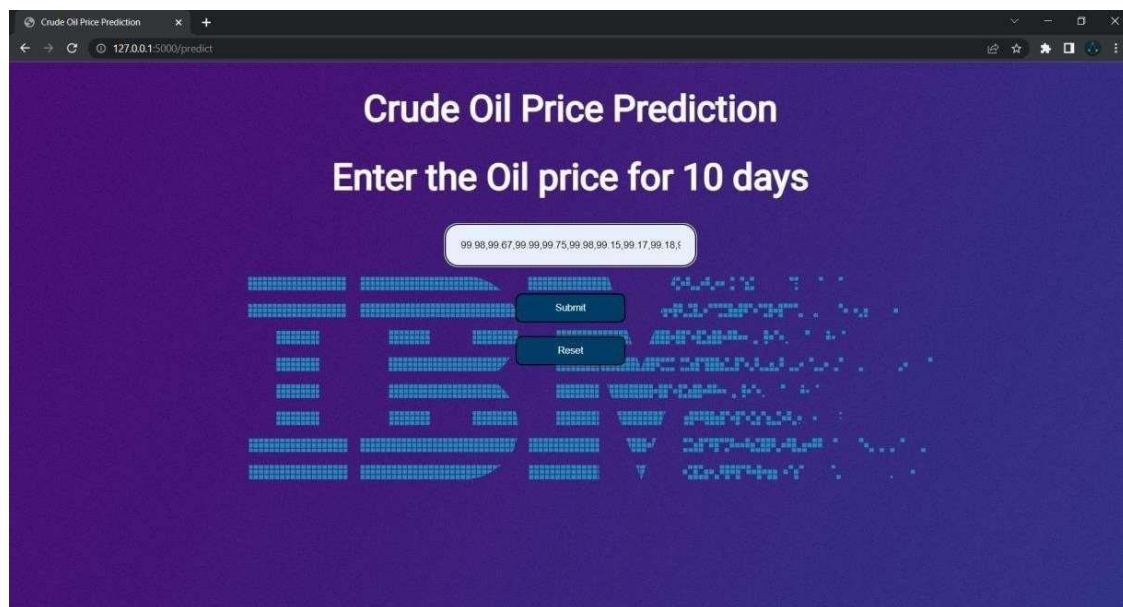 Crude Oil Price Prediction
127.0.0.1:5000/predict
Crude Oil Price Prediction
Enter the Oil price for 10 days
99.98,99.67,99.99,99.75,99.98,99.15,99.17,99.18,9
Submit
Reset
IBM